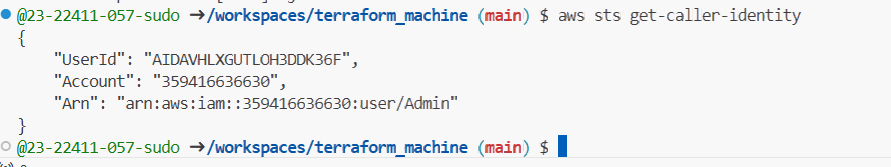 @23-22411-057-sudo ➜/workspaces/terraform_machine (main) $ aws sts get-caller-identity
{
    "UserId": "AIDAVHLXGUTLOH3DDK36F",
    "Account": "359416636630",
    "Arn": "arn:aws:iam::359416636630:user/Admin"
}
@23-22411-057-sudo ➜/workspaces/terraform_machine (main) $